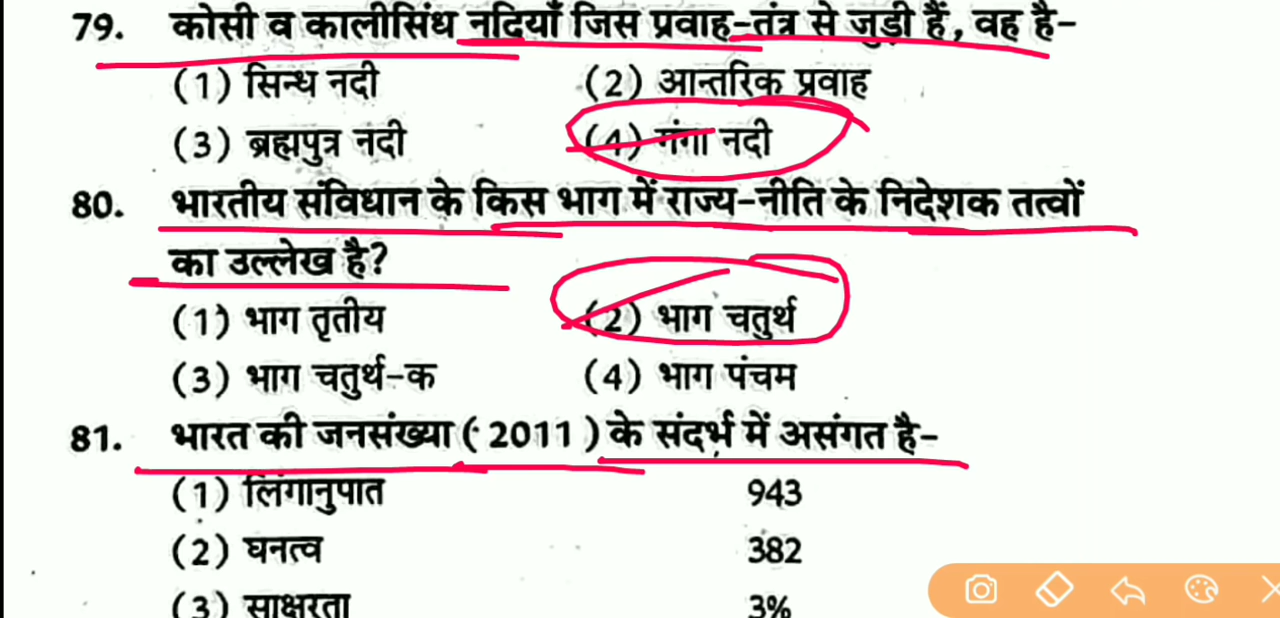 79. कोसी व कालीसिंध नदियाँ जिस प्रवाह-तंत्र से जुड़ी हैं, वह है-
(1) सिन्ध नदी (2) आन्तरिक प्रवाह
(3) ब्रह्मपुत्र नदी (4) गंगा नदी
80. भारतीय संविधान के किस भाग में राज्य-नीति के निदेशक तत्वों
का उल्लेख है?
(1) भाग तृतीय (2) भाग चतुर्थ
(3) भाग चतुर्थ-क (4) भाग पंचम
81. भारत की जनसंख्या ( 2011 ) के संदर्भ में असंगत है-
(1) लिंगानुपात 943
(2) घनत्व 382
(3) साक्षरता 3%